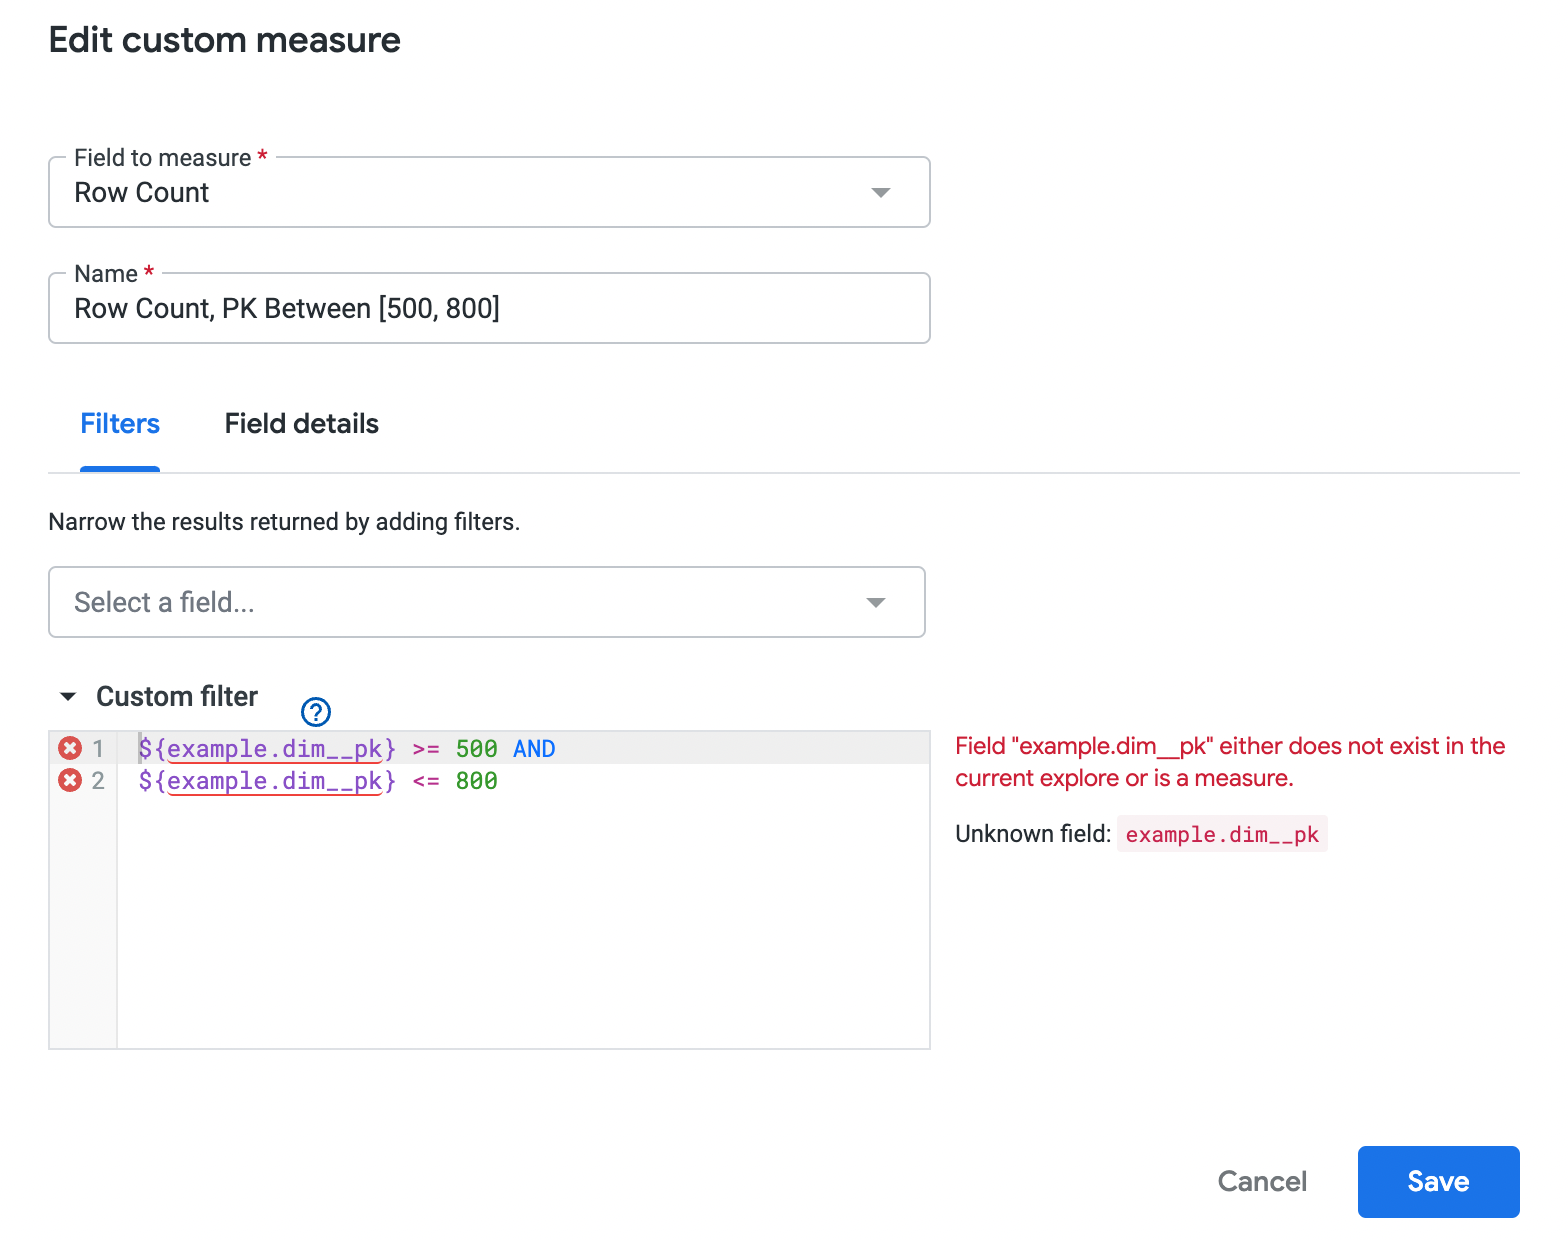 Edit custom measure
Field to measure *
Row Count
Name *
Row Count, PK Between [500, 800]
Filters
Field details
Narrow the results returned by adding filters.
Select a field...
Custom filter
?
1 ${example.dim__pk} >= 500 AND
2 ${example.dim__pk} <= 800
Field "example.dim__pk" either does not exist in the
current explore or is a measure.
Unknown field: example.dim__pk
Cancel
Save